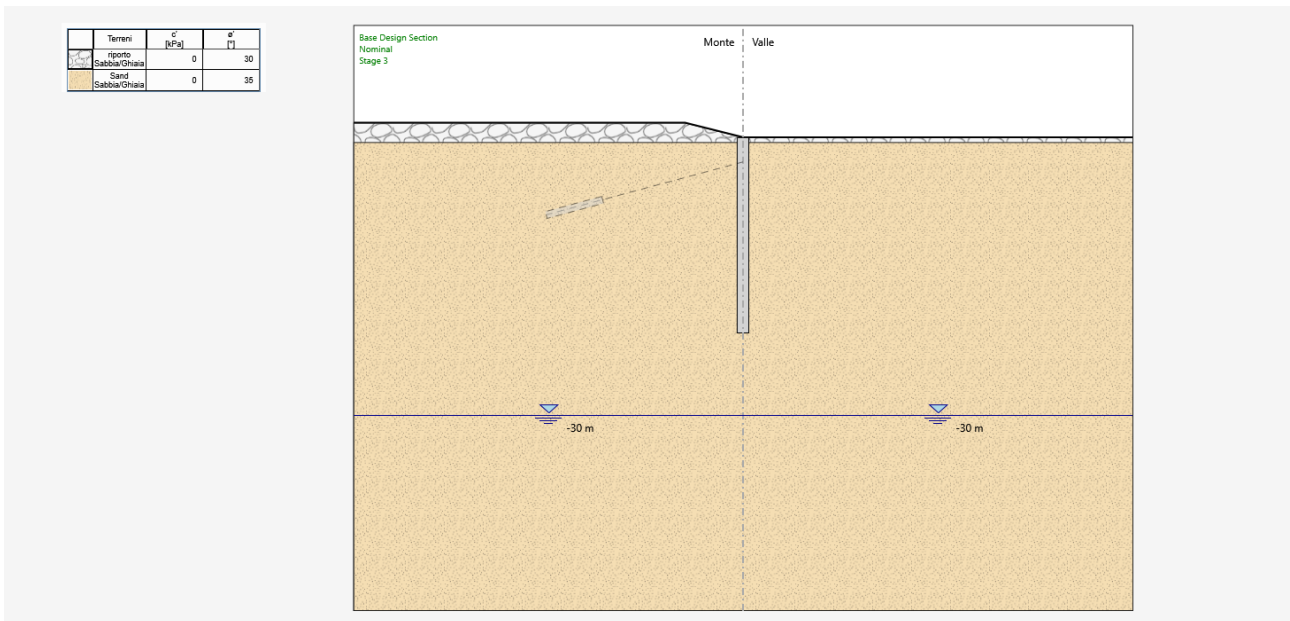 Terreni c' ø'
[kPa] [°]
riporto
Sabbia/Ghiaia 0 30
Sand
Sabbia/Ghiaia 0 35
Base Design Section
Nominal
Stage 3
Monte Valle
-30 m -30 m